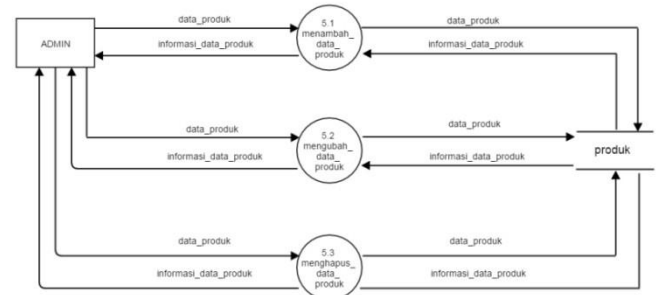 ADMIN
data_produk
informasi_data_produk
5.1
menambah_
data_
produk
data_produk
informasi_data_produk
data_produk
informasi_data_produk
5.2
mengubah_
data_
produk
data_produk
informasi_data_produk
produk
data_produk
informasi_data_produk
5.3
menghapus_
data_
produk
data_produk
informasi_data_produk